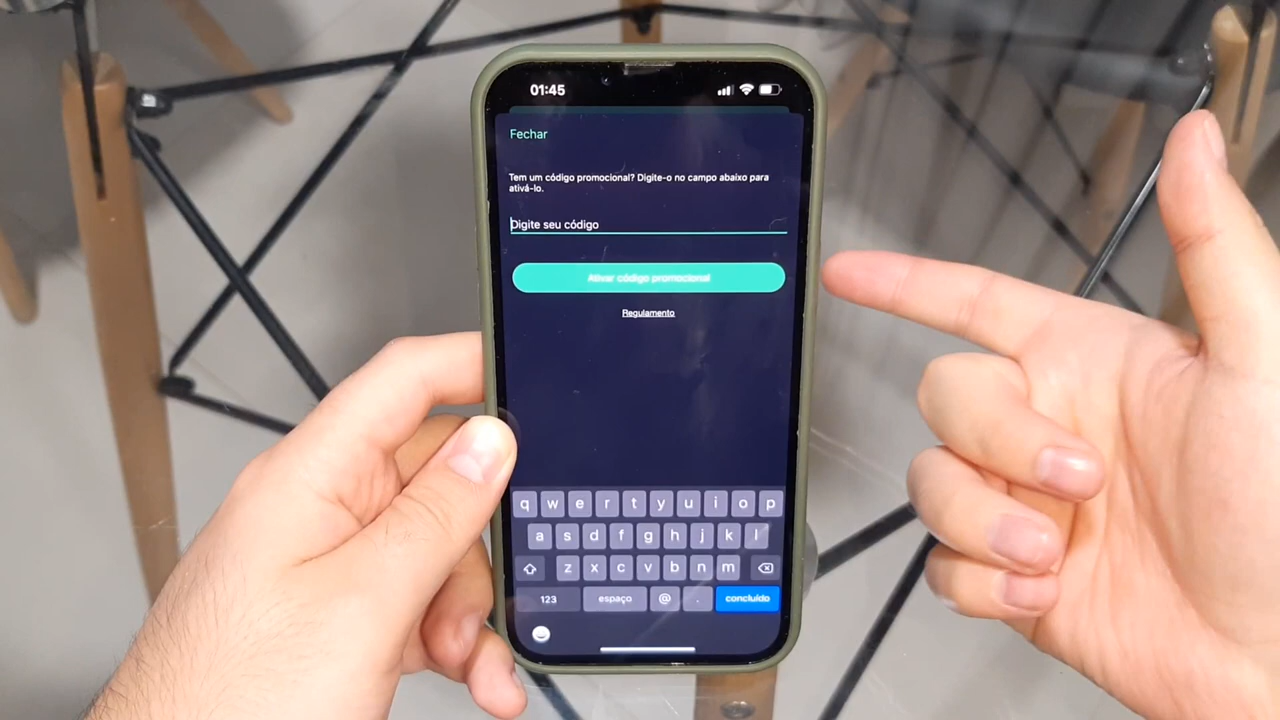 01:45
Fechar
Tem um código promocional? Digite-o no campo abaixo para
ativá-lo.
Digite seu código
Ativar código promocional
Regulamento
q w e r t y u i o p
a s d f g h j k l
z x c v b n m
123 espaço @ . concluído